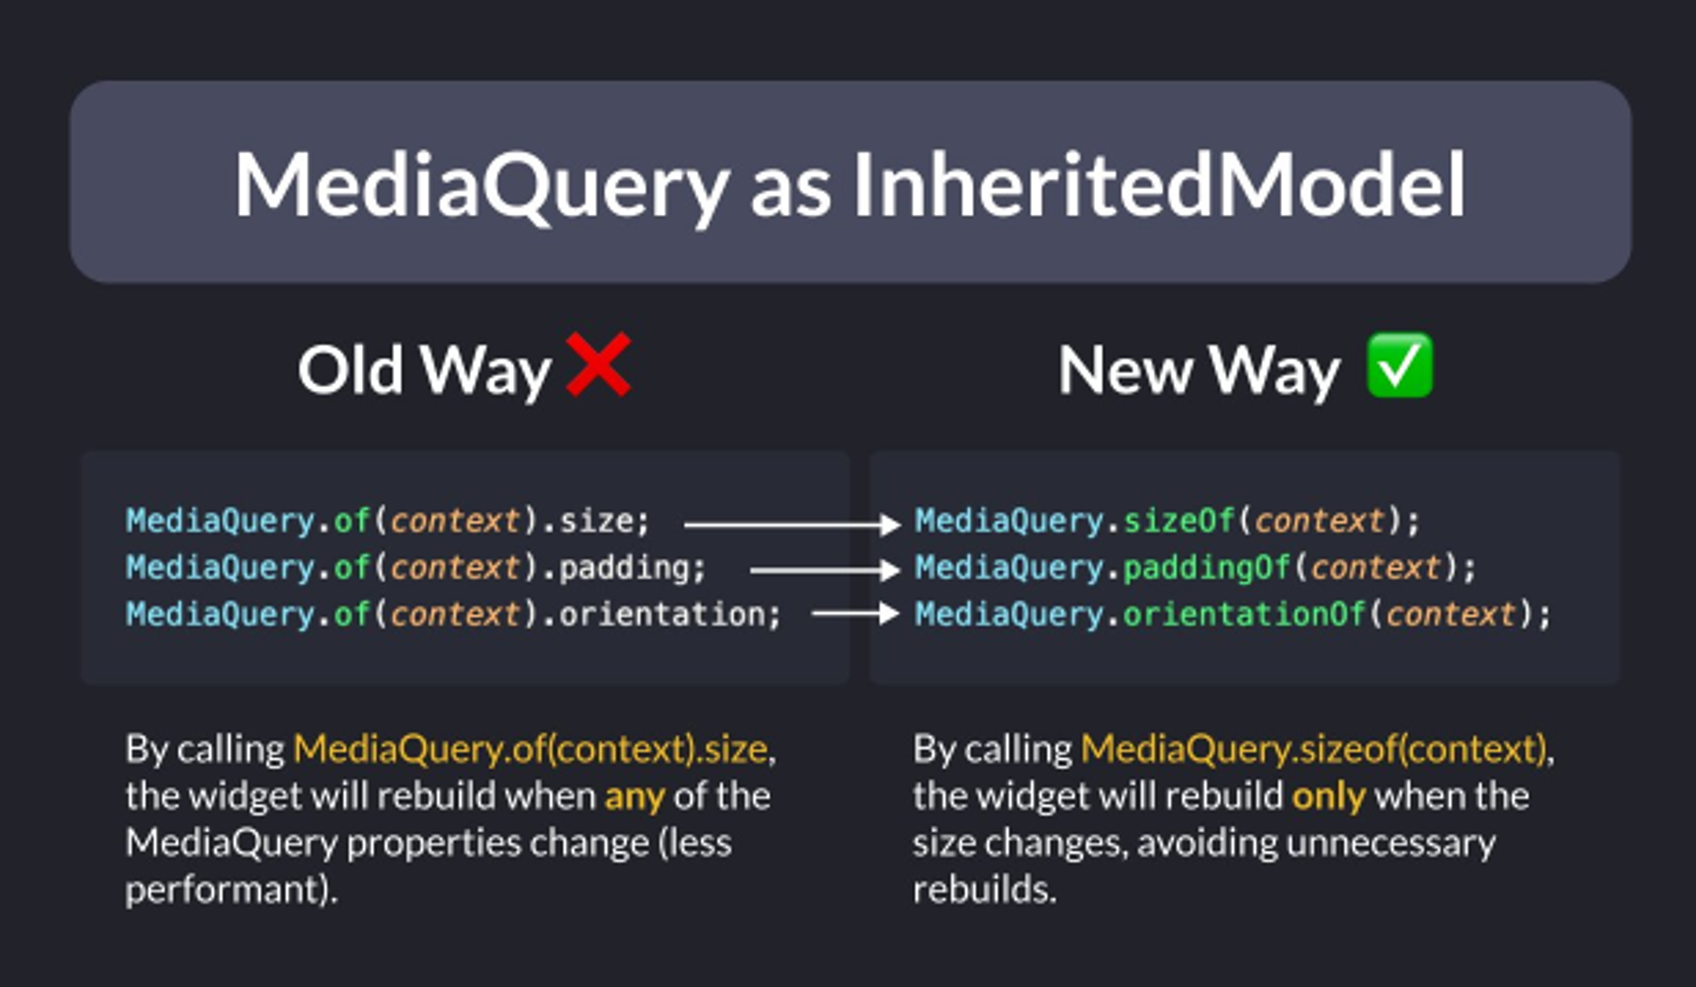 MediaQuery as InheritedModel
Old Way ❌
New Way ✅
MediaQuery.of(context).size;
MediaQuery.of(context).padding;
MediaQuery.of(context).orientation;
MediaQuery.sizeOf(context);
MediaQuery.paddingOf(context);
MediaQuery.orientationOf(context);
By calling MediaQuery.of(context).size,
the widget will rebuild when any of the
MediaQuery properties change (less
performant).
By calling MediaQuery.sizeof(context),
the widget will rebuild only when the
size changes, avoiding unnecessary
rebuilds.